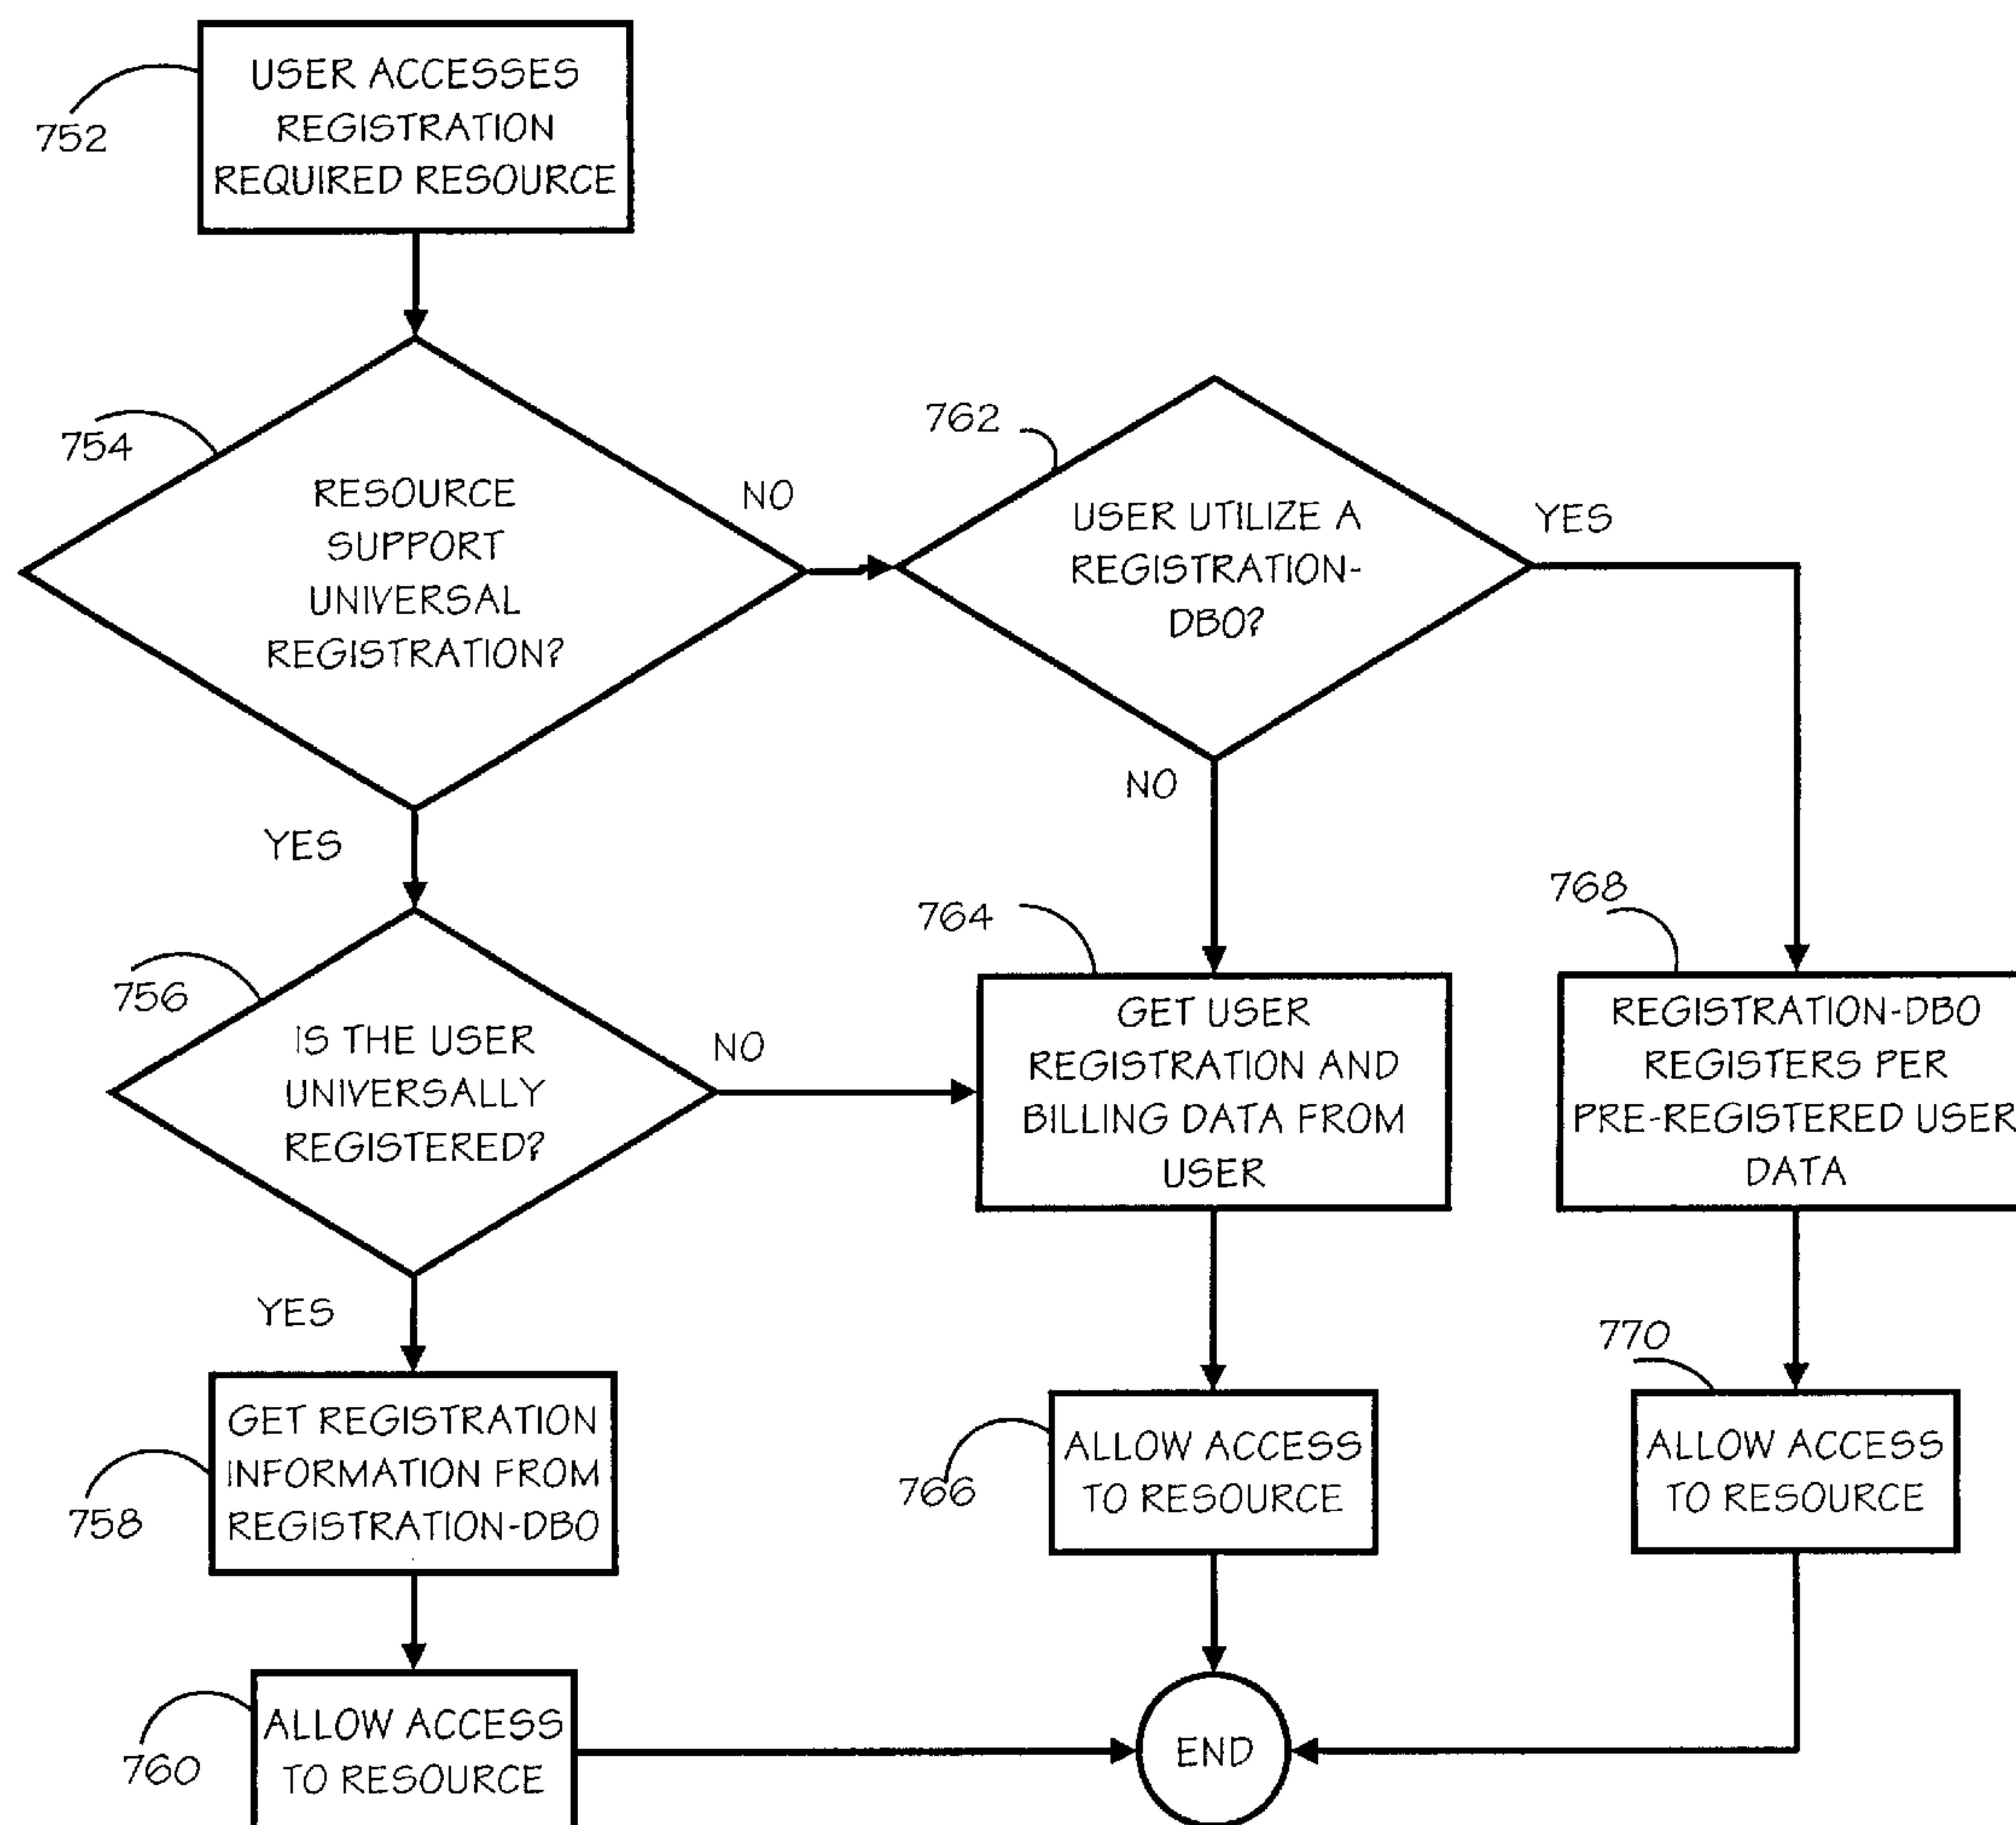 USER ACCESSES
REGISTRATION
REQUIRED RESOURCE
752
754
RESOURCE
SUPPORT
UNIVERSAL
REGISTRATION?
NO
762
USER UTILIZE A
REGISTRATION-
DBO?
YES
NO
YES
756
IS THE USER
UNIVERSALLY
REGISTERED?
NO
764
GET USER
REGISTRATION AND
BILLING DATA FROM
USER
768
REGISTRATION-DBO
REGISTERS PER
PRE-REGISTERED USER
DATA
YES
758
GET REGISTRATION
INFORMATION FROM
REGISTRATION-DBO
766
ALLOW ACCESS
TO RESOURCE
770
ALLOW ACCESS
TO RESOURCE
760
ALLOW ACCESS
TO RESOURCE
END